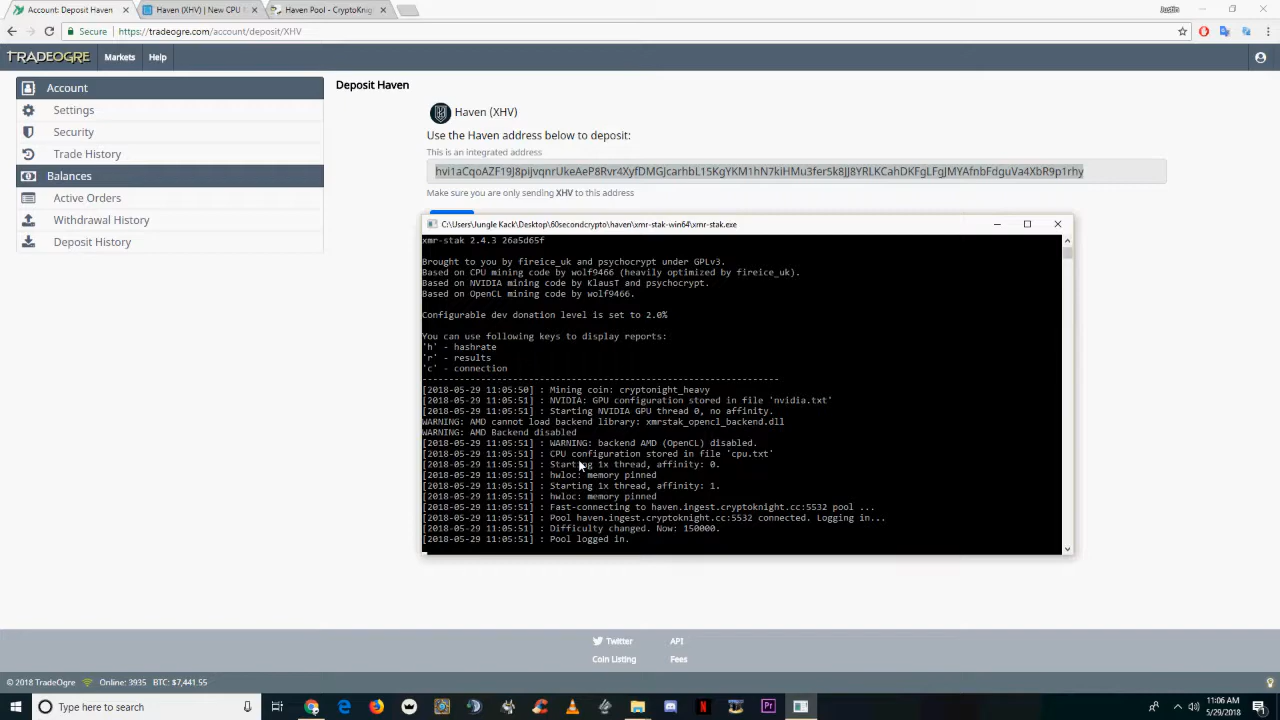 Account: Deposit Haven
Haven (XHV) | New CPU
Haven Pool - CryptoKnig
Justin
Secure
https://tradeogre.com/account/deposit/XHV
TRADEOGRE
Markets
Help
Account
Settings
Security
Trade History
Balances
Active Orders
Withdrawal History
Deposit History
Deposit Haven
Haven (XHV)
Use the Haven address below to deposit:
This is an integrated address
Make sure you are only sending XHV to this address
C:\Users\Jungle Kack\Desktop\60secondcrypto\haven\xmr-stak-win64\xmr-stak.exe
xmr-stak 2.4.3 26a5d65f
Brought to you by fireice_uk and psychocrypt under GPLv3.
Based on CPU mining code by wolf9466 (heavily optimized by fireice_uk).
Based on NVIDIA mining code by KlausT and psychocrypt.
Based on OpenCL mining code by wolf9466.
Configurable dev donation level is set to 2.0%
You can use following keys to display reports:
'h' - hashrate
'r' - results
'c' - connection
-------------------------------------------------------------------
[2018-05-29 11:05:50] : Mining coin: cryptonight_heavy
[2018-05-29 11:05:51] : NVIDIA: GPU configuration stored in file 'nvidia.txt'
[2018-05-29 11:05:51] : Starting NVIDIA GPU thread 0, no affinity.
WARNING: AMD cannot load backend library: xmrstak_opencl_backend.dll
WARNING: AMD Backend disabled
[2018-05-29 11:05:51] : WARNING: backend AMD (OpenCL) disabled.
[2018-05-29 11:05:51] : CPU configuration stored in file 'cpu.txt'
[2018-05-29 11:05:51] : Starting 1x thread, affinity: 0.
[2018-05-29 11:05:51] : hwloc: memory pinned
[2018-05-29 11:05:51] : Starting 1x thread, affinity: 1.
[2018-05-29 11:05:51] : hwloc: memory pinned
[2018-05-29 11:05:51] : Fast-connecting to haven.ingest.cryptoknight.cc:5532 pool ...
[2018-05-29 11:05:51] : Pool haven.ingest.cryptoknight.cc:5532 connected. Logging in...
[2018-05-29 11:05:51] : Difficulty changed. Now: 150000.
[2018-05-29 11:05:51] : Pool logged in.
Twitter
API
Coin Listing
Fees
© 2018 TradeOgre
Online: 3935
BTC: $7,441.55
Type here to search
11:06 AM
5/29/2018